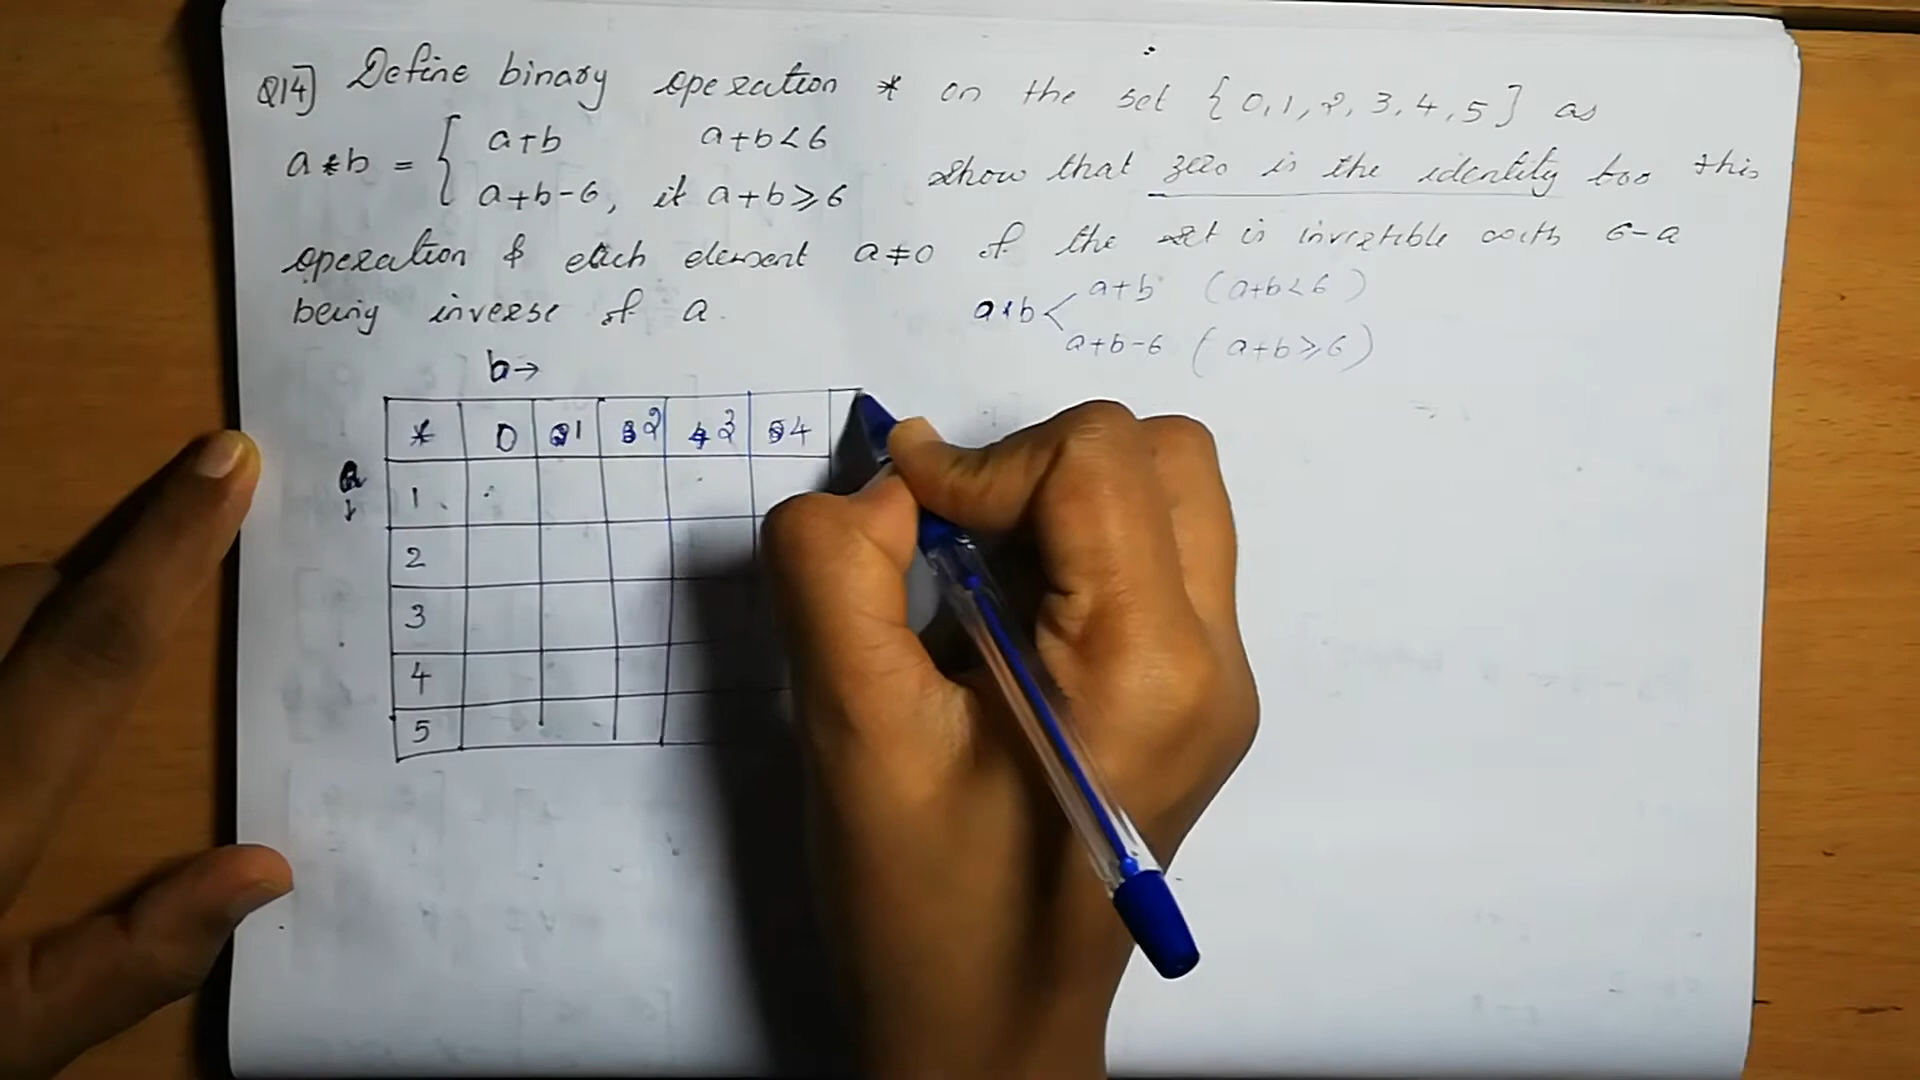 Q14] Define binary operation * on the set {0,1,2,3,4,5} as
a*b = { a+b a+b<6
a+b-6, if a+b≥6 show that zero is the identity for this
operation & each element a≠0 of the set is invertible with 6-a
being inverse of a.
a*b < a+b (a+b<6)
a+b-6 (a+b≥6)
b→
* 0 1 2 3 4
a
↓
1
2
3
4
5